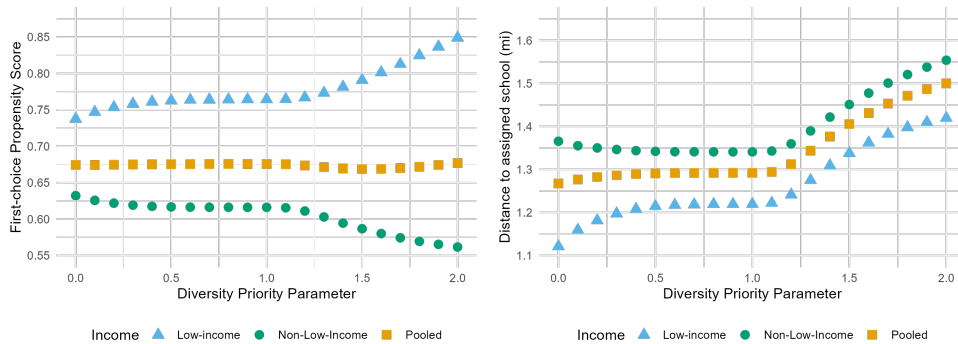 First-choice Propensity Score
0.85
0.80
0.75
0.70
0.65
0.60
0.55
0.0 0.5 1.0 1.5 2.0
Diversity Priority Parameter
Income Low-income Non-Low-Income Pooled
Distance to assigned school (mi)
1.6
1.5
1.4
1.3
1.2
1.1
0.0 0.5 1.0 1.5 2.0
Diversity Priority Parameter
Income Low-income Non-Low-Income Pooled